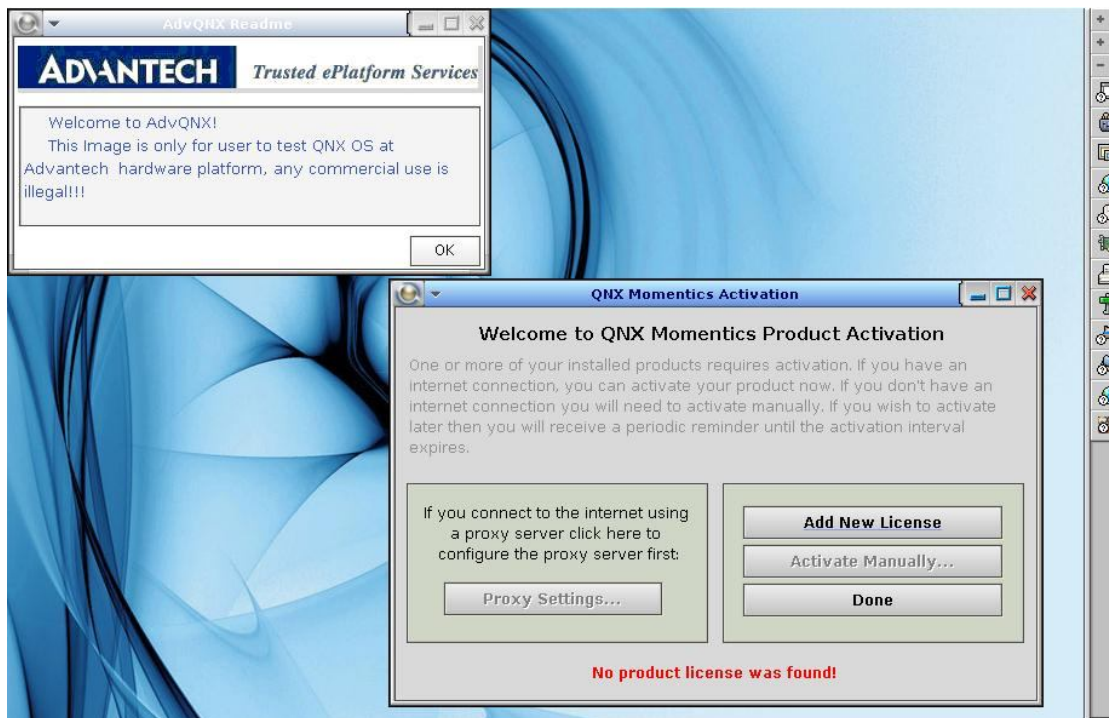 AdvQNX Readme
ADVANTECH Trusted ePlatform Services
Welcome to AdvQNX!
This Image is only for user to test QNX OS at
Advantech hardware platform, any commercial use is
illegal!!!
OK
QNX Momentics Activation
Welcome to QNX Momentics Product Activation
One or more of your installed products requires activation. If you have an
internet connection, you can activate your product now. If you don't have an
internet connection you will need to activate manually. If you wish to activate
later then you will receive a periodic reminder until the activation interval
expires.
If you connect to the internet using
a proxy server click here to
configure the proxy server first:
Proxy Settings...
Add New License
Activate Manually...
Done
No product license was found!